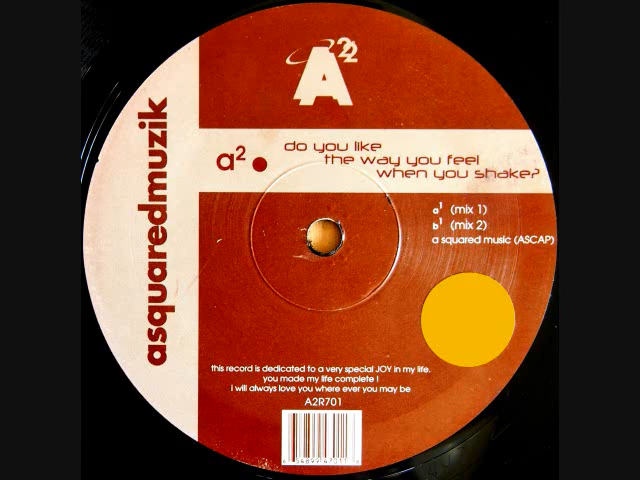 A²²
asquaredmuzik
a² ● do you like
the way you feel
when you shake?
a¹ (mix 1)
b¹ (mix 2)
a squared music (ASCAP)
this record is dedicated to a very special JOY in my life.
you made my life complete !
i will always love you where ever you may be
A2R701